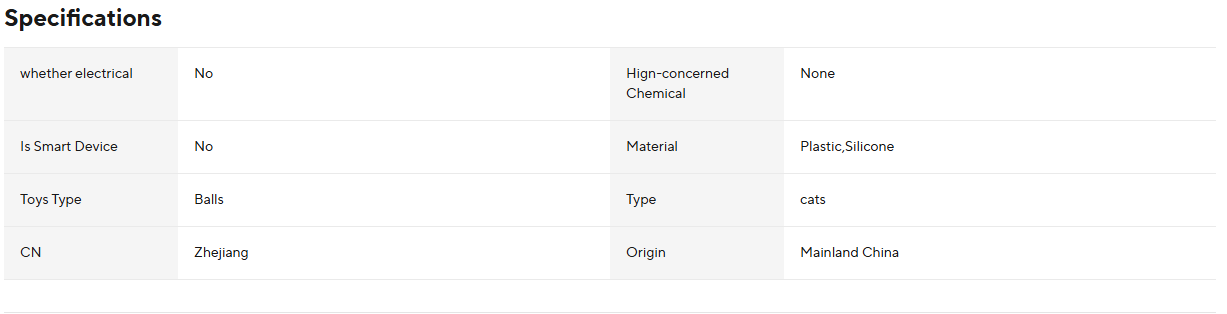 Specifications
whether electrical
No
Hign-concerned
Chemical
None
Is Smart Device
No
Material
Plastic,Silicone
Toys Type
Balls
Type
cats
CN
Zhejiang
Origin
Mainland China